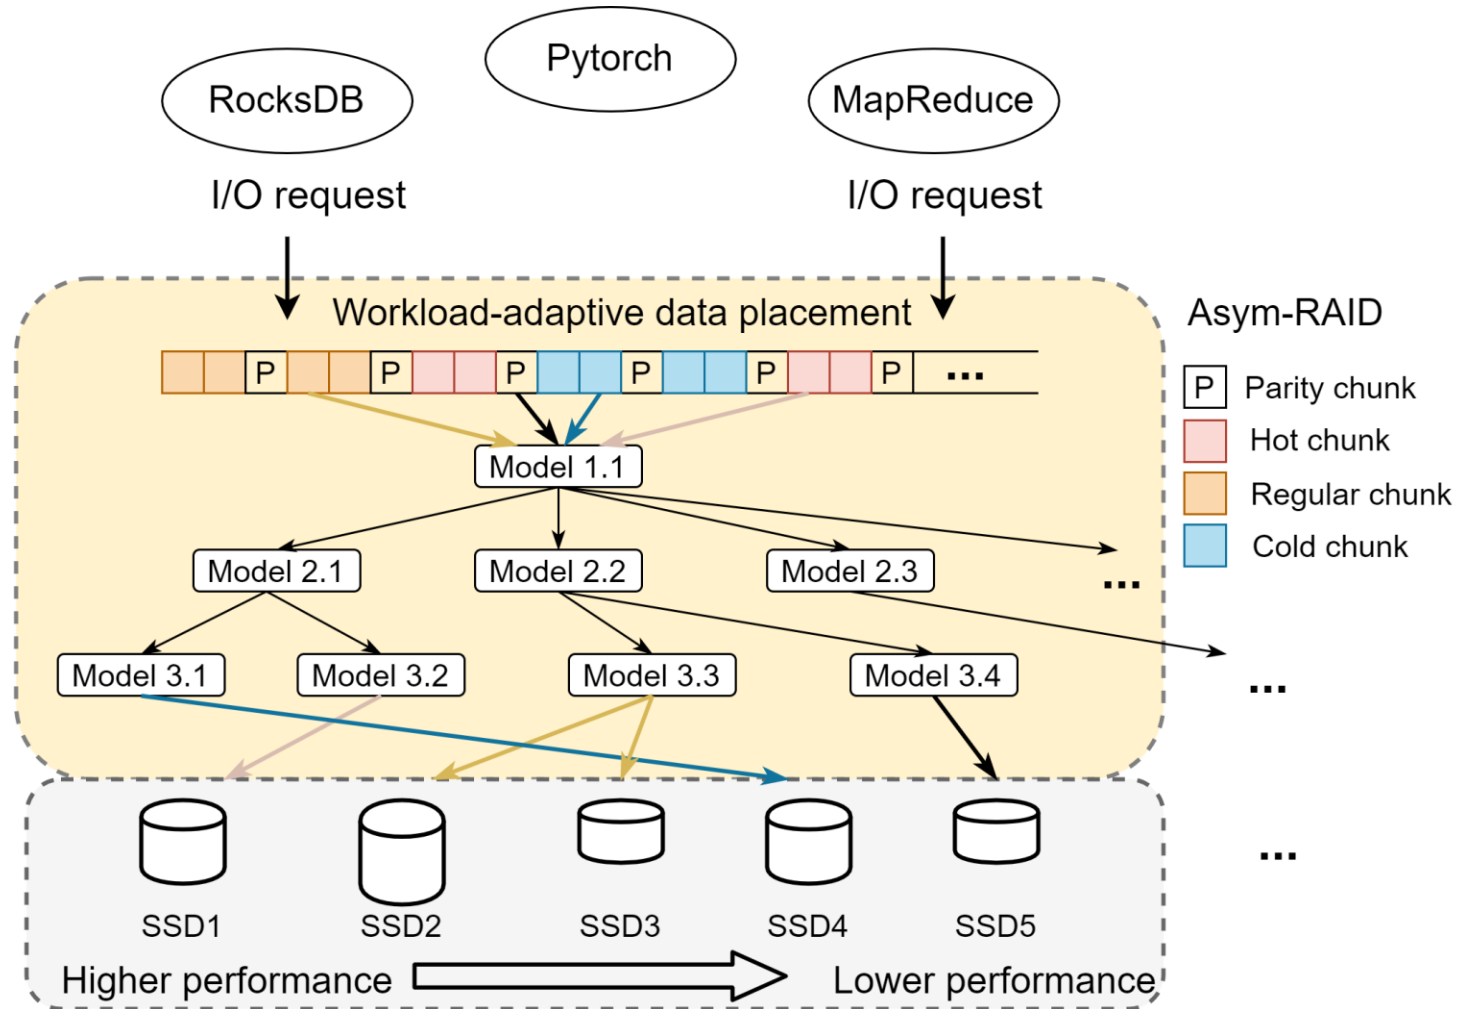 Pytorch
RocksDB
MapReduce
I/O request
I/O request
Workload-adaptive data placement
Asym-RAID
P P P P P P ...
P Parity chunk
Hot chunk
Regular chunk
Cold chunk
Model 1.1
Model 2.1 Model 2.2 Model 2.3 ...
Model 3.1 Model 3.2 Model 3.3 Model 3.4 ...
...
SSD1 SSD2 SSD3 SSD4 SSD5
Higher performance Lower performance